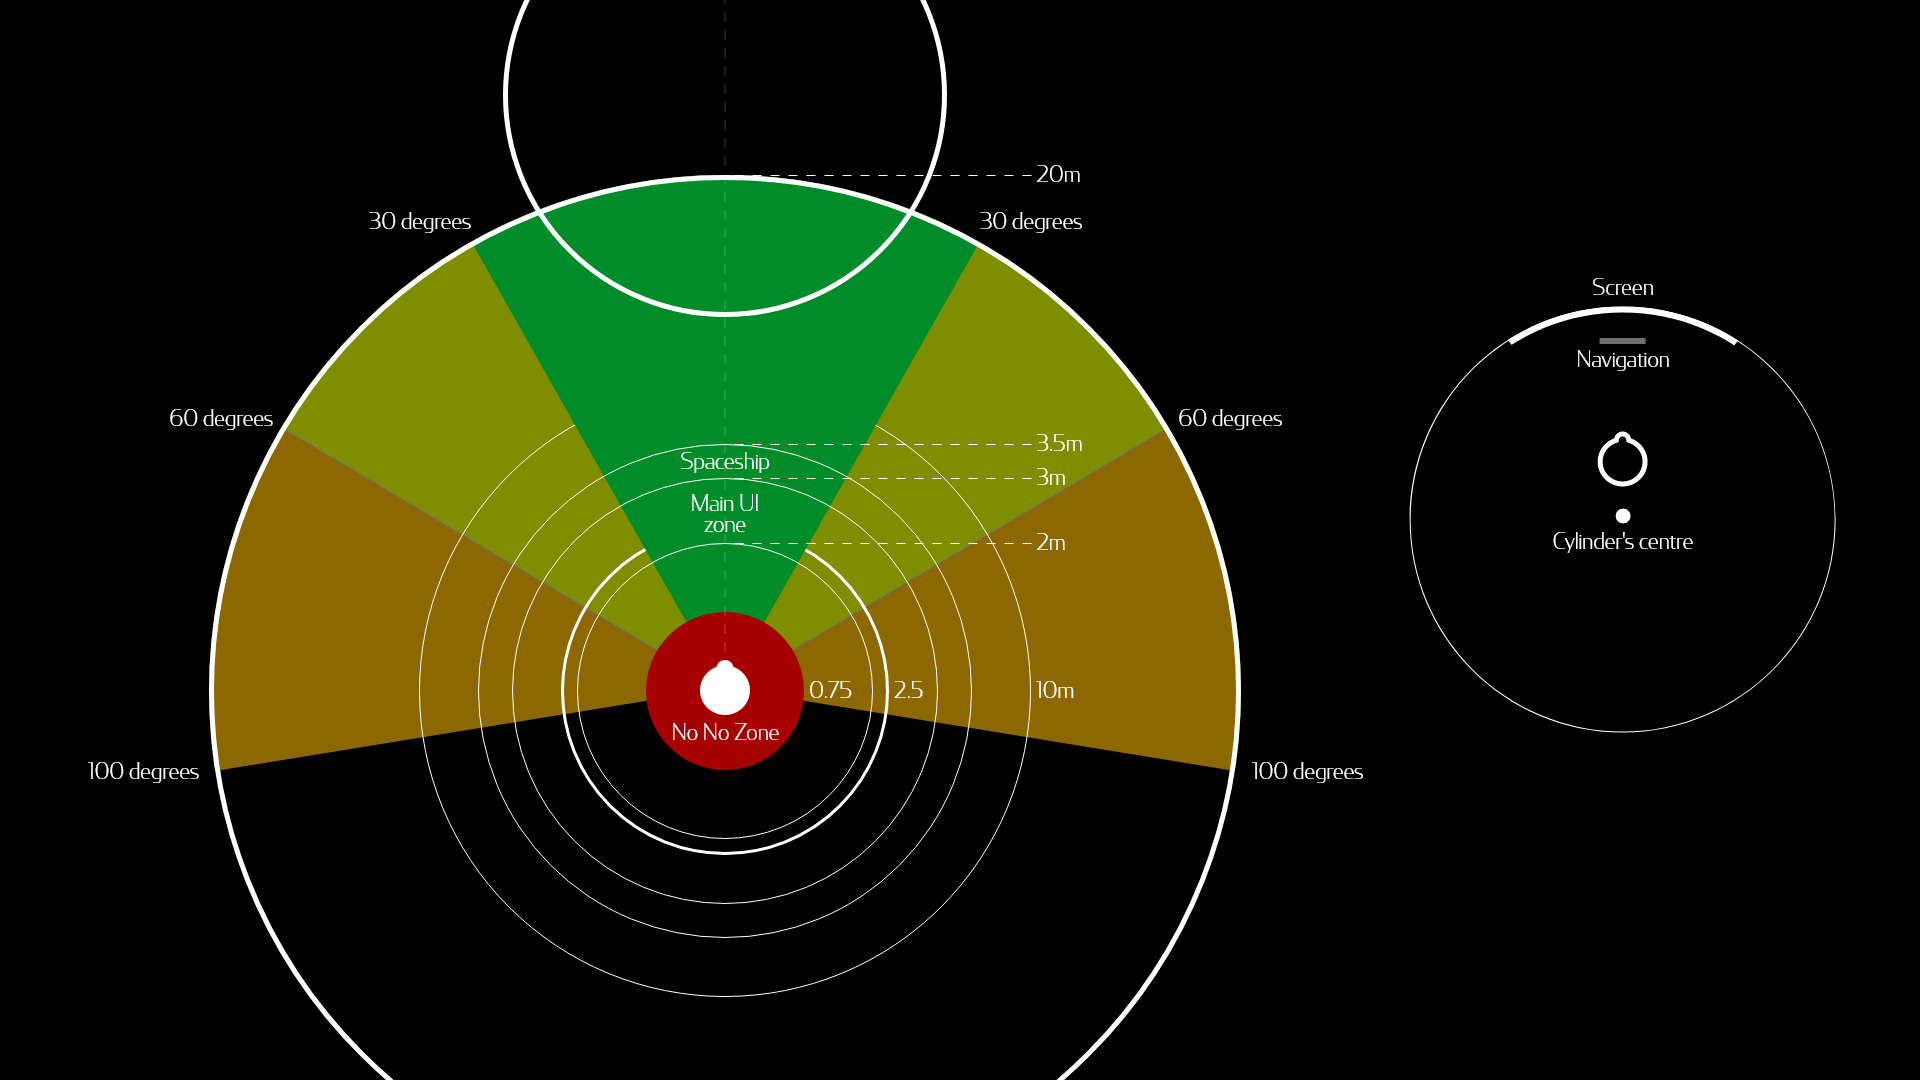 20m
30 degrees
30 degrees
Screen
Navigation
60 degrees
60 degrees
3.5m
Spaceship
3m
Main UI
zone
2m
Cylinder's centre
0.75
2.5
10m
No No Zone
100 degrees
100 degrees